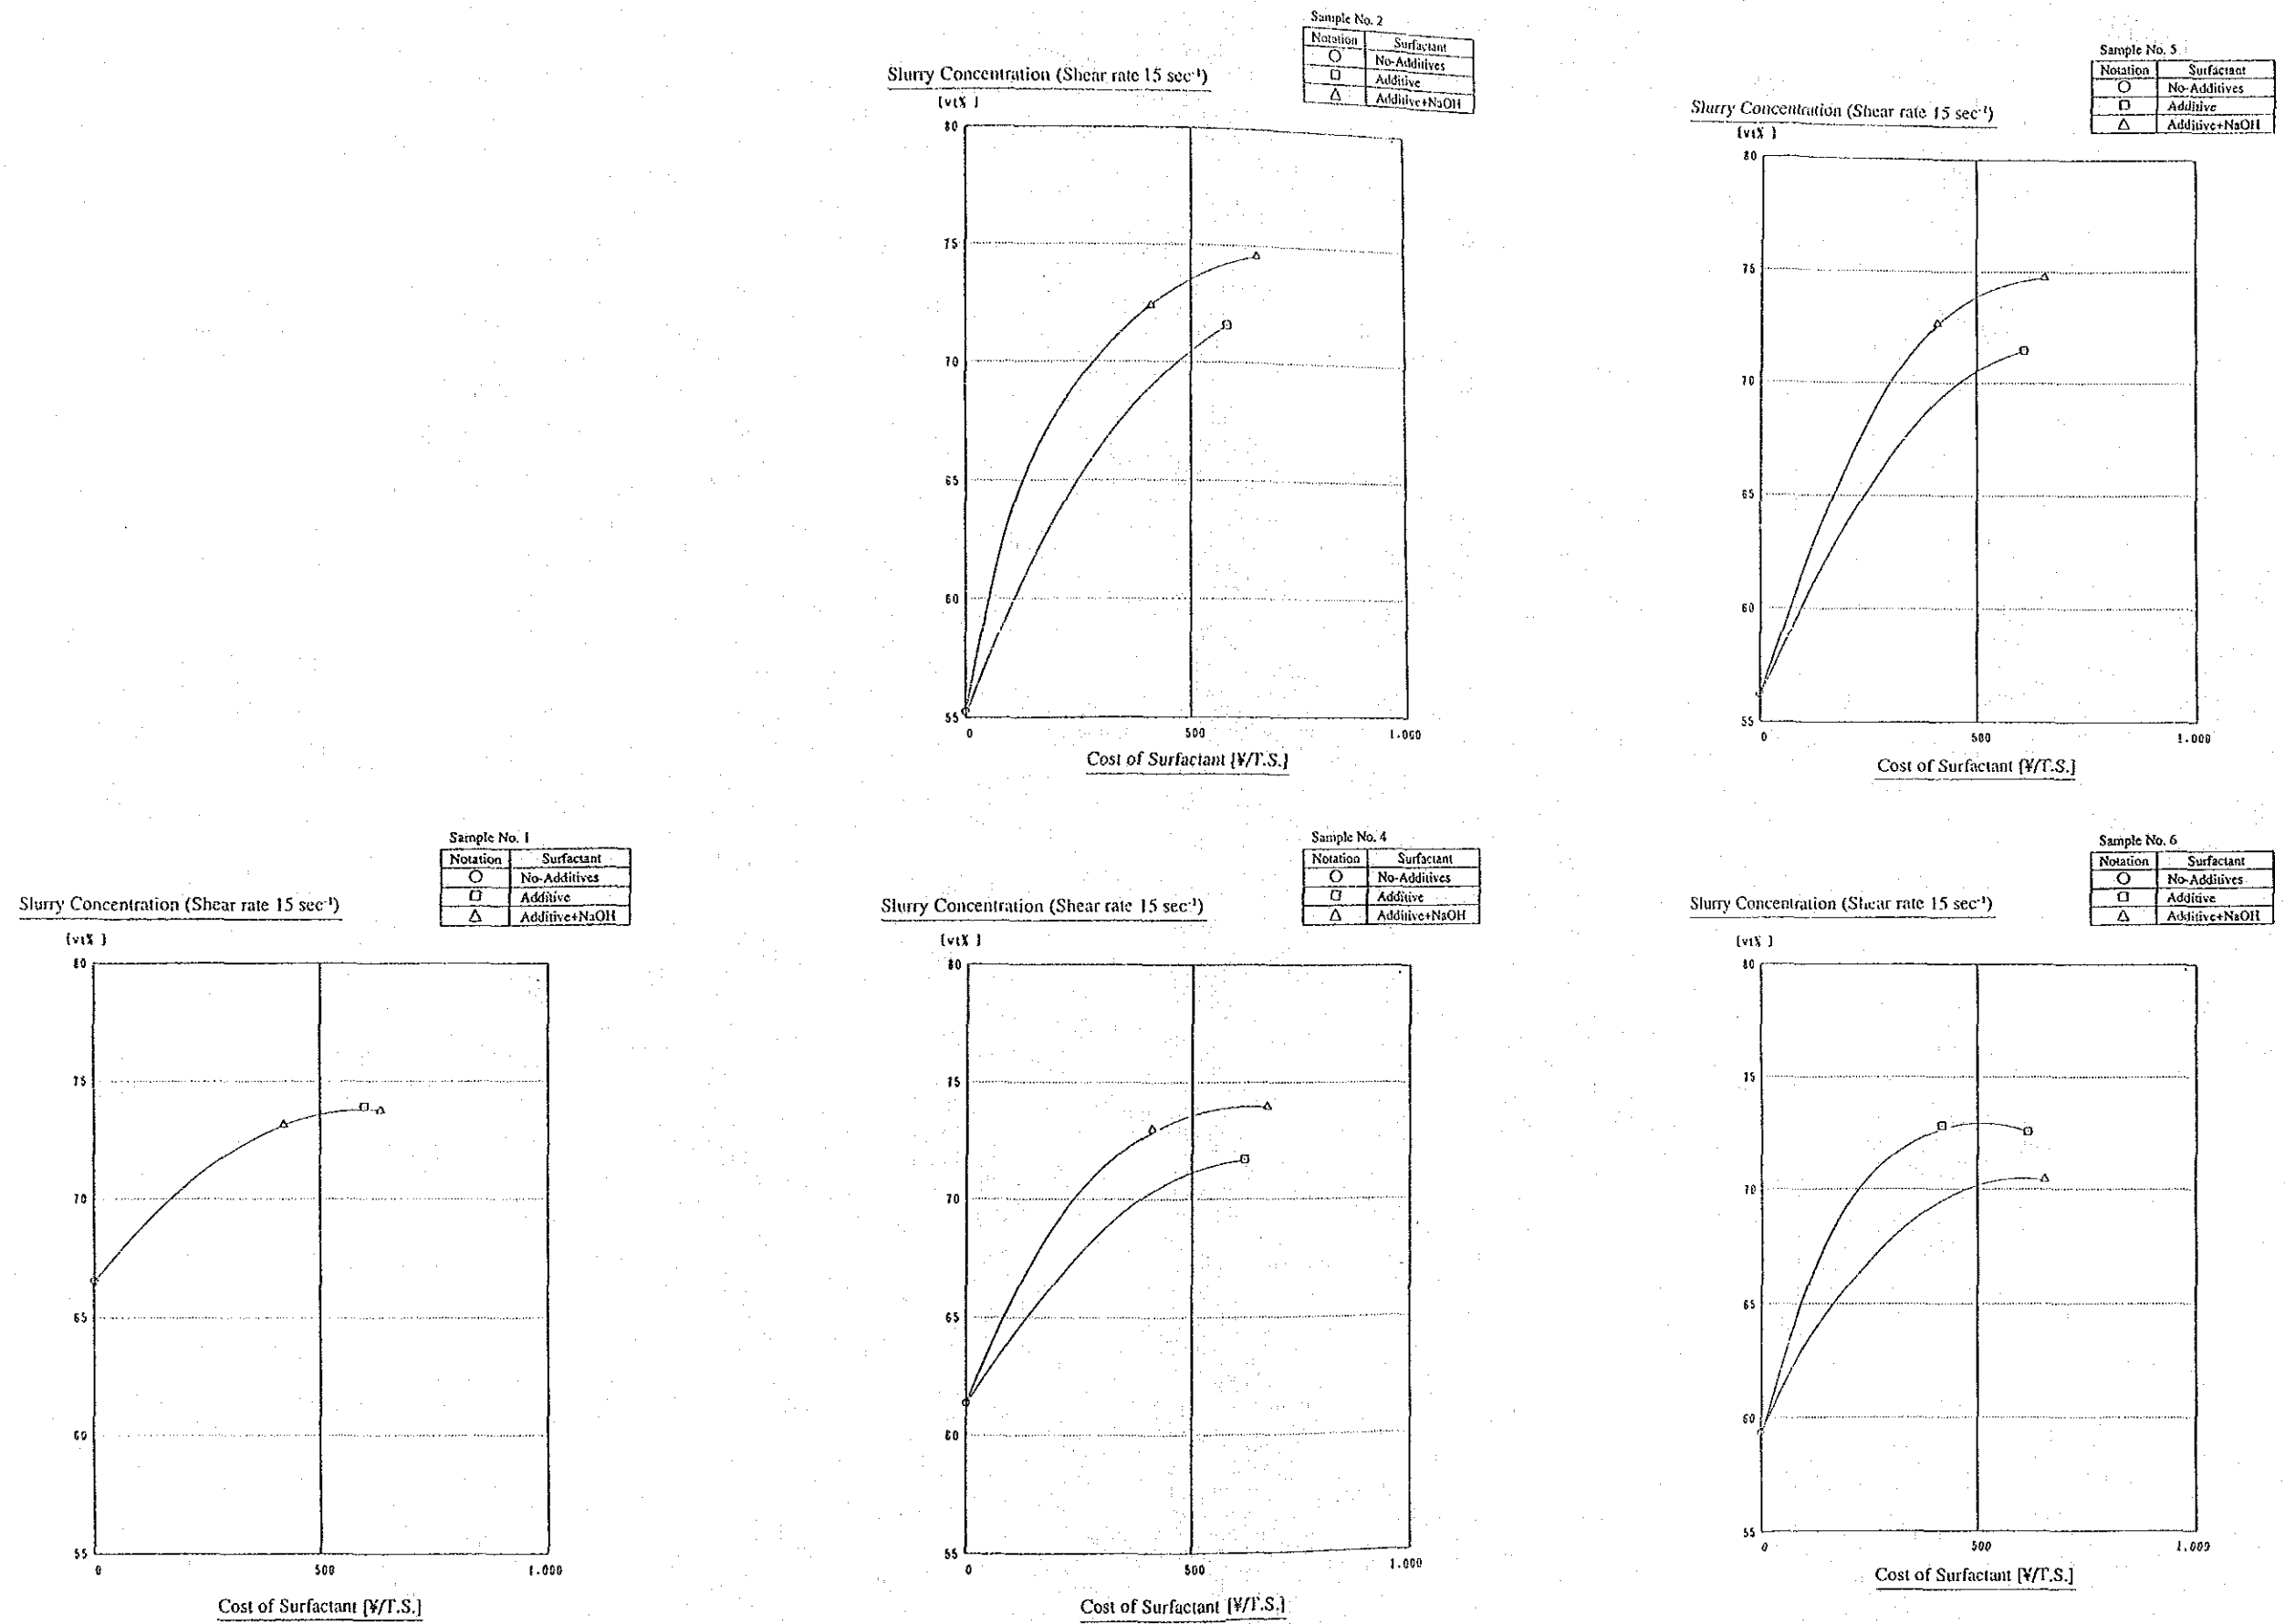 Sample No. 2
Notation Surfactant
○ No-Additives
□ Additive
△ Additive+NaOH
Slurry Concentration (Shear rate 15 sec⁻¹)
[wt% ]
80
75
70
65
60
55
0 500 1.000
Cost of Surfactant [¥/T.S.]
Sample No. 5
Notation Surfactant
○ No-Additives
□ Additive
△ Additive+NaOH
Slurry Concentration (Shear rate 15 sec⁻¹)
[wt% ]
80
75
70
65
60
55
0 500 1.000
Cost of Surfactant [¥/T.S.]
Sample No. 1
Notation Surfactant
○ No-Additives
□ Additive
△ Additive+NaOH
Slurry Concentration (Shear rate 15 sec⁻¹)
[wt% ]
80
75
70
65
60
55
0 500 1.000
Cost of Surfactant [¥/T.S.]
Sample No. 4
Notation Surfactant
○ No-Additives
□ Additive
△ Additive+NaOH
Slurry Concentration (Shear rate 15 sec⁻¹)
[wt% ]
80
75
70
65
60
55
0 500 1.000
Cost of Surfactant [¥/T.S.]
Sample No. 6
Notation Surfactant
○ No-Additives
□ Additive
△ Additive+NaOH
Slurry Concentration (Shear rate 15 sec⁻¹)
[wt% ]
80
75
70
65
60
55
0 500 1.000
Cost of Surfactant [¥/T.S.]